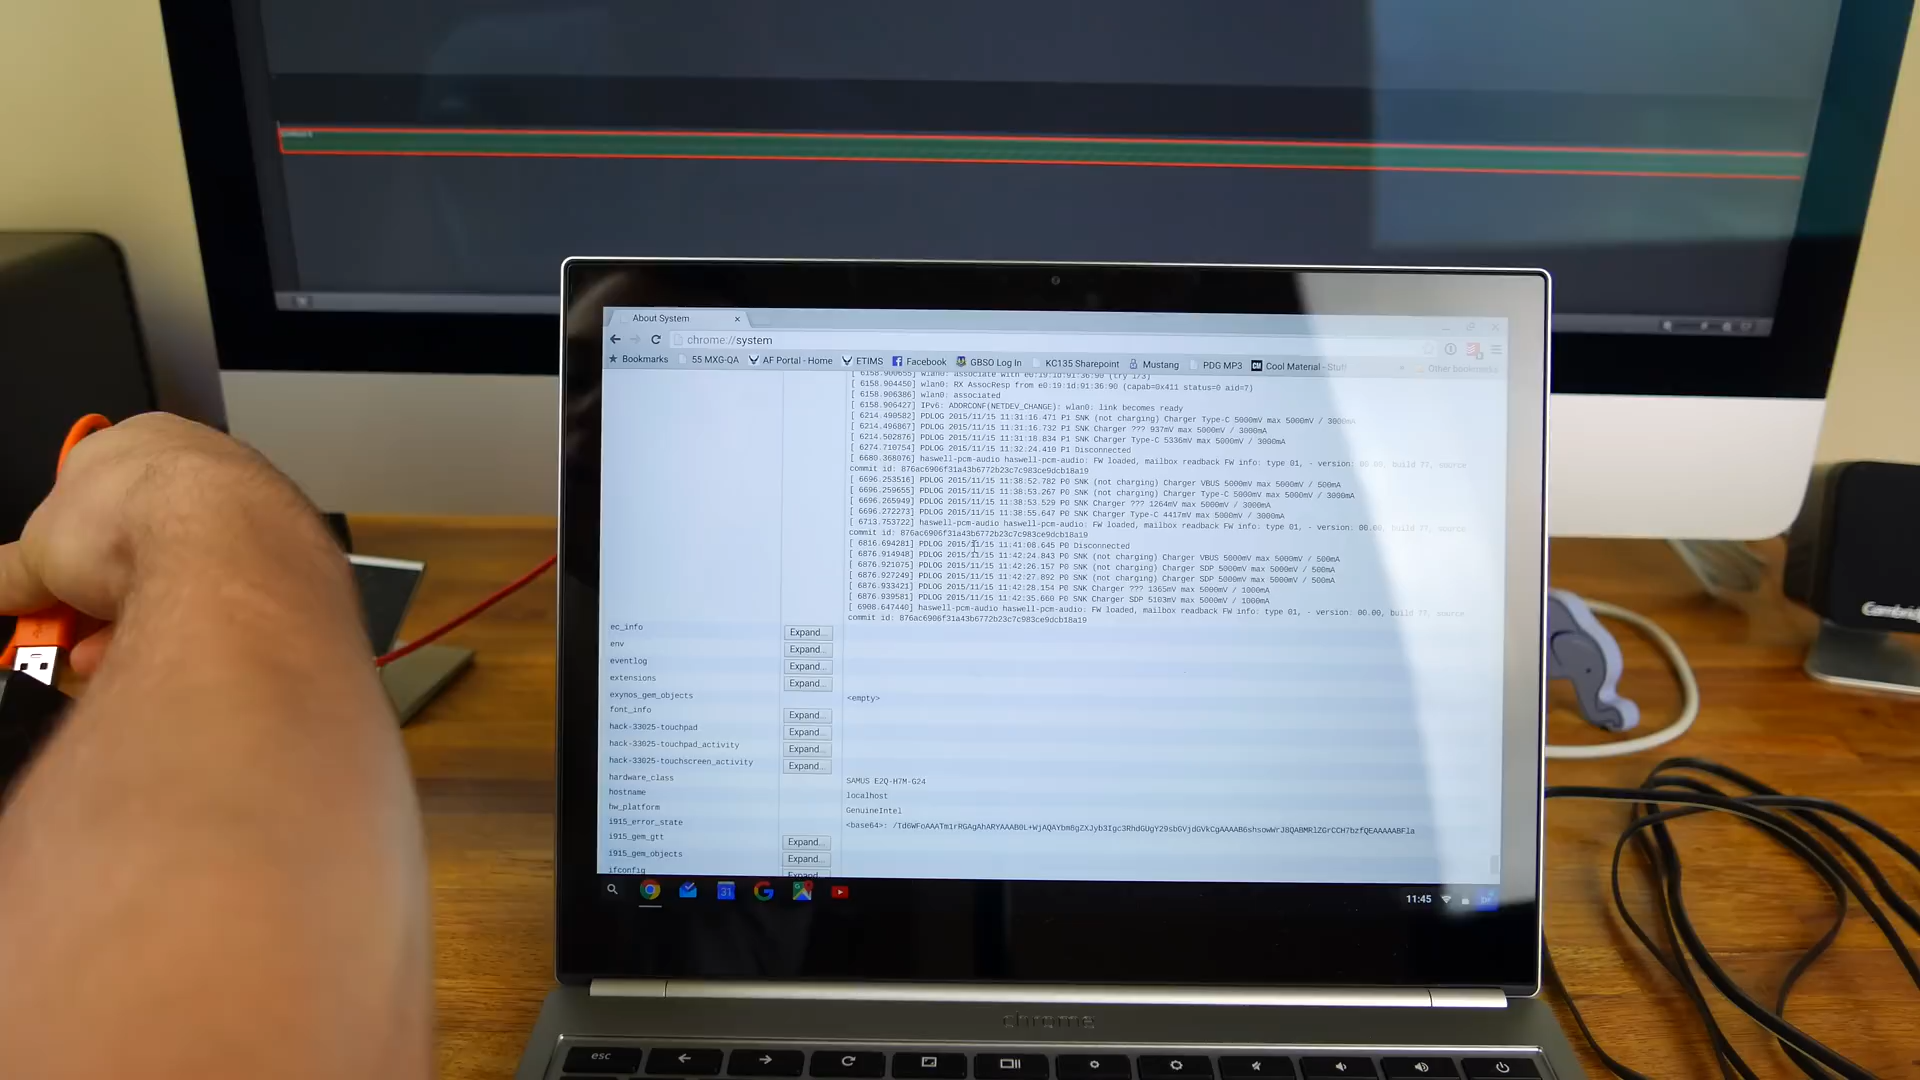 About System
chrome://system
Bookmarks 55 MXG-QA AF Portal - Home ETIMS Facebook GBSO Log In KC135 Sharepoint Mustang PDG MP3 Cool Material - Stuff Other bookmarks
[ 6158.900655] wlan0: associate with e0:19:1d:91:36:90 (try 1/3)
[ 6158.904450] wlan0: RX AssocResp from e0:19:1d:91:36:90 (capab=0x411 status=0 aid=7)
[ 6158.906386] wlan0: associated
[ 6158.906427] IPv6: ADDRCONF(NETDEV_CHANGE): wlan0: link becomes ready
[ 6214.490582] PDLOG 2015/11/15 11:31:16.471 P1 SNK (not charging) Charger Type-C 5000mV max 5000mV / 3000mA
[ 6214.496867] PDLOG 2015/11/15 11:31:16.732 P1 SNK Charger ??? 937mV max 5000mV / 3000mA
[ 6214.502876] PDLOG 2015/11/15 11:31:18.834 P1 SNK Charger Type-C 5336mV max 5000mV / 3000mA
[ 6274.710754] PDLOG 2015/11/15 11:32:24.410 P1 Disconnected
[ 6680.368076] haswell-pcm-audio haswell-pcm-audio: FW loaded, mailbox readback FW info: type 01, - version: 00.00, build 77, source
commit id: 876ac6906f31a43b6772b23c7c983ce9dcb18a19
[ 6696.253516] PDLOG 2015/11/15 11:38:52.782 P0 SNK (not charging) Charger VBUS 5000mV max 5000mV / 500mA
[ 6696.259655] PDLOG 2015/11/15 11:38:53.267 P0 SNK (not charging) Charger Type-C 5000mV max 5000mV / 3000mA
[ 6696.265949] PDLOG 2015/11/15 11:38:53.529 P0 SNK Charger ??? 1264mV max 5000mV / 3000mA
[ 6696.272273] PDLOG 2015/11/15 11:38:55.647 P0 SNK Charger Type-C 4417mV max 5000mV / 3000mA
[ 6713.753722] haswell-pcm-audio haswell-pcm-audio: FW loaded, mailbox readback FW info: type 01, - version: 00.00, build 77, source
commit id: 876ac6906f31a43b6772b23c7c983ce9dcb18a19
[ 6816.694281] PDLOG 2015/11/15 11:41:08.645 P0 Disconnected
[ 6876.914948] PDLOG 2015/11/15 11:42:24.843 P0 SNK (not charging) Charger VBUS 5000mV max 5000mV / 500mA
[ 6876.921075] PDLOG 2015/11/15 11:42:26.157 P0 SNK (not charging) Charger SDP 5000mV max 5000mV / 500mA
[ 6876.927249] PDLOG 2015/11/15 11:42:27.892 P0 SNK (not charging) Charger SDP 5000mV max 5000mV / 500mA
[ 6876.933421] PDLOG 2015/11/15 11:42:28.154 P0 SNK Charger ??? 1365mV max 5000mV / 1000mA
[ 6876.939581] PDLOG 2015/11/15 11:42:35.660 P0 SNK Charger SDP 5103mV max 5000mV / 1000mA
[ 6908.647440] haswell-pcm-audio haswell-pcm-audio: FW loaded, mailbox readback FW info: type 01, - version: 00.00, build 77, source
commit id: 876ac6906f31a43b6772b23c7c983ce9dcb18a19
ec_info Expand...
env Expand...
eventlog Expand...
extensions Expand...
exynos_gem_objects <empty>
font_info Expand...
hack-33025-touchpad Expand...
hack-33025-touchpad_activity Expand...
hack-33025-touchscreen_activity Expand...
hardware_class SAMUS E2Q-H7M-G24
hostname localhost
hw_platform GenuineIntel
i915_error_state <base64>:
i915_gem_gtt Expand...
i915_gem_objects Expand...
ifconfig Expand...
31
11:45
chrome
esc